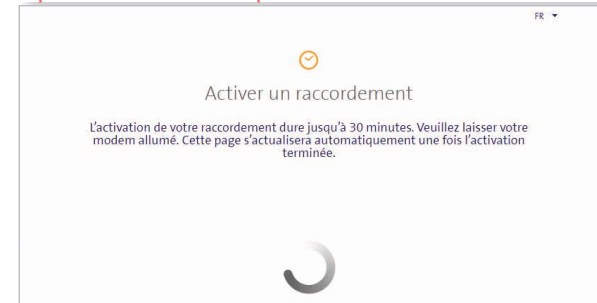 FR
Activer un raccordement
L'activation de votre raccordement dure jusqu'à 30 minutes. Veuillez laisser votre
modem allumé. Cette page s'actualisera automatiquement une fois l'activation
terminée.